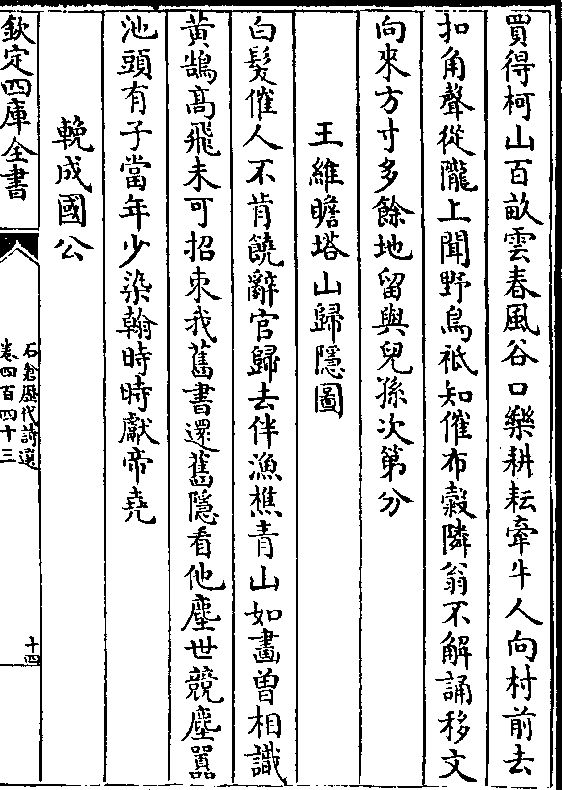 買得柯山百畝雲春風谷口樂耕耘牽牛人向村前去
扣角聲從隴上聞野鳥祇知催布穀隣翁不解誦移文
向來方寸多餘地留與兒孫次第分
王維瞻塔山歸隱圖
白髮催人不肯饒辭官歸去伴漁樵青山如畫曾相識
黃鵠髙飛未可招束我舊書還舊隱看他塵世競塵囂
池頭有子當年少染翰時時獻帝堯
輓成國公
欽定四庫全書
石倉歷代詩選
卷四百四十三
十四